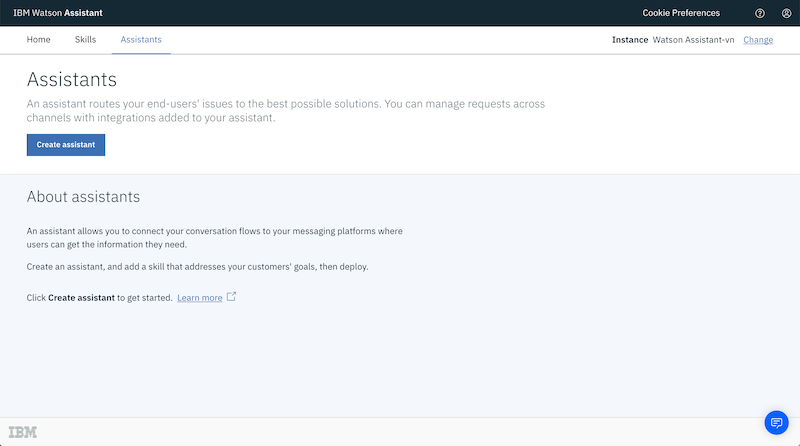 IBM Watson Assistant
Cookie Preferences
Home
Skills
Assistants
Instance Watson Assistant-vn Change
Assistants
An assistant routes your end-users' issues to the best possible solutions. You can manage requests across
channels with integrations added to your assistant.
Create assistant
About assistants
An assistant allows you to connect your conversation flows to your messaging platforms where
users can get the information they need.
Create an assistant, and add a skill that addresses your customers' goals, then deploy.
Click Create assistant to get started. Learn more
IBM